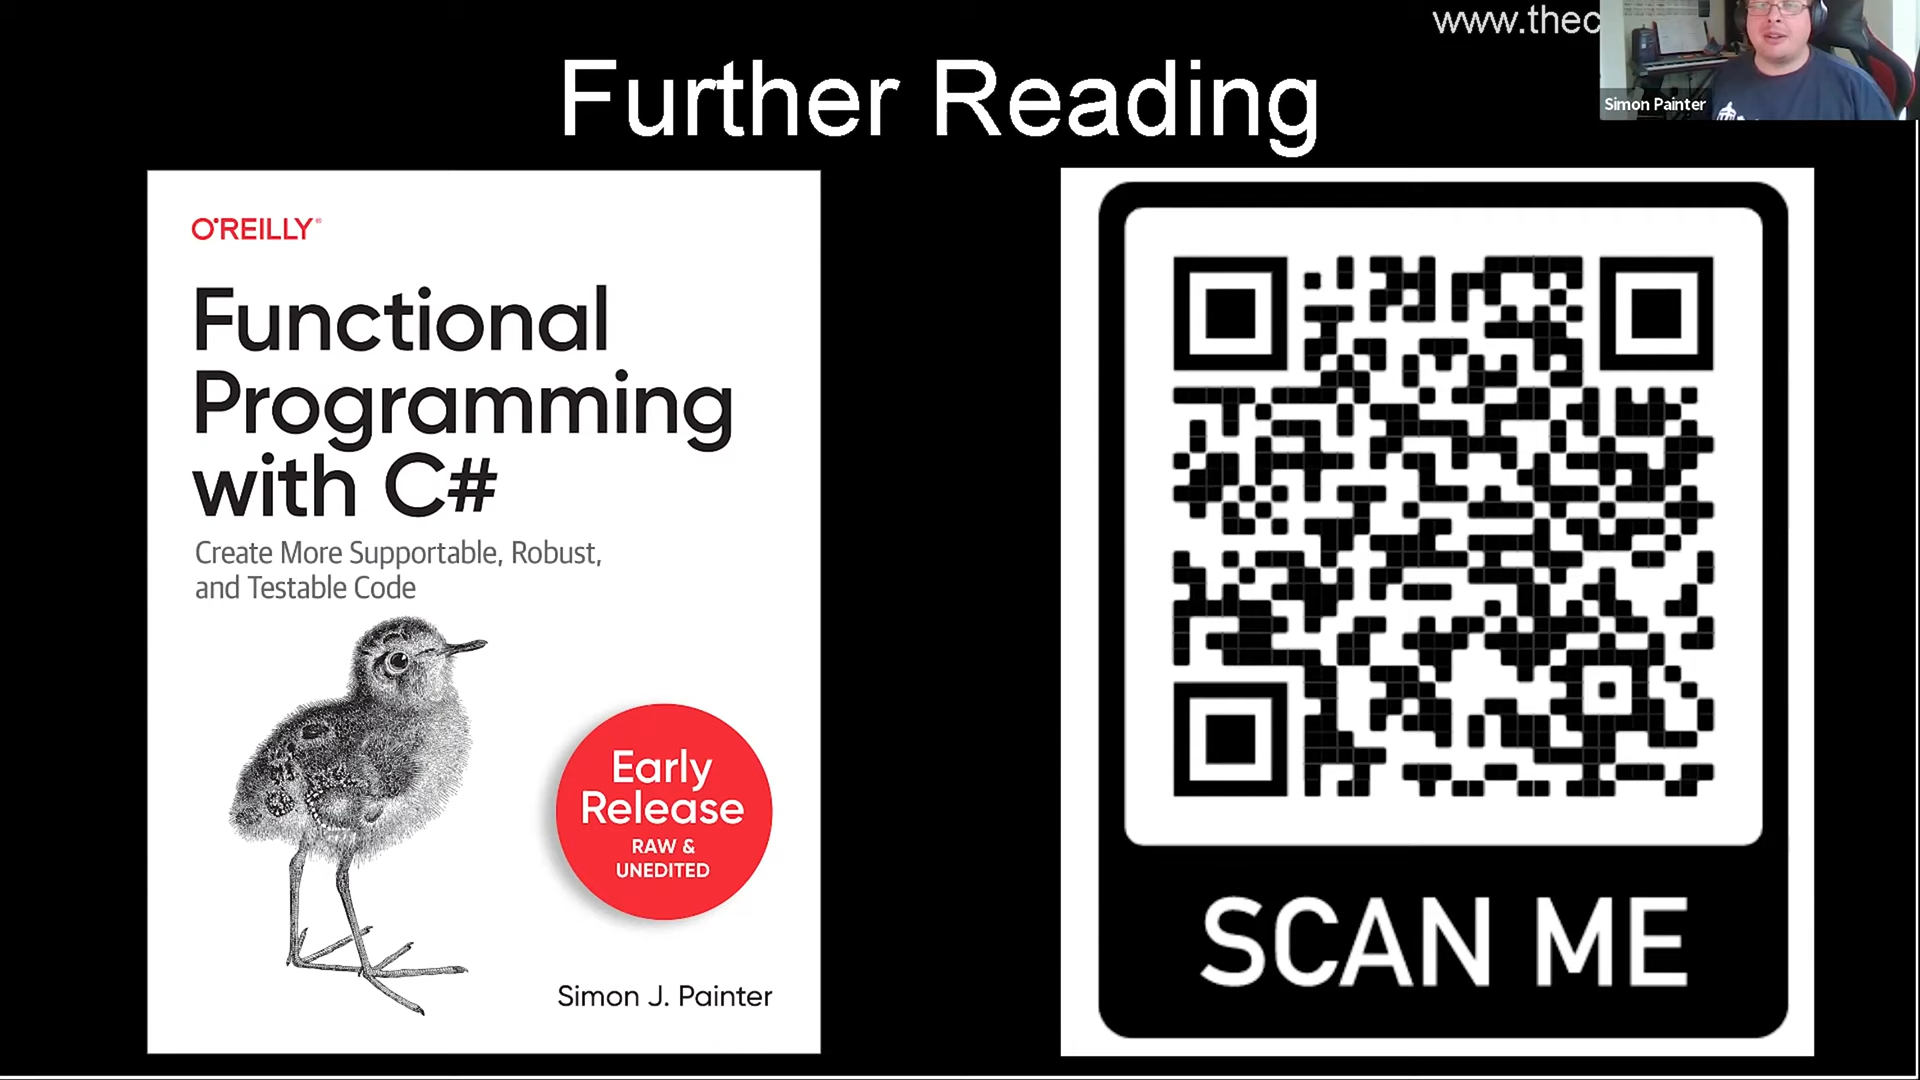 www.thec
Further Reading
Simon Painter
O'REILLY®
Functional
Programming
with C#
Create More Supportable, Robust,
and Testable Code
Early
Release
RAW &
UNEDITED
Simon J. Painter
SCAN ME